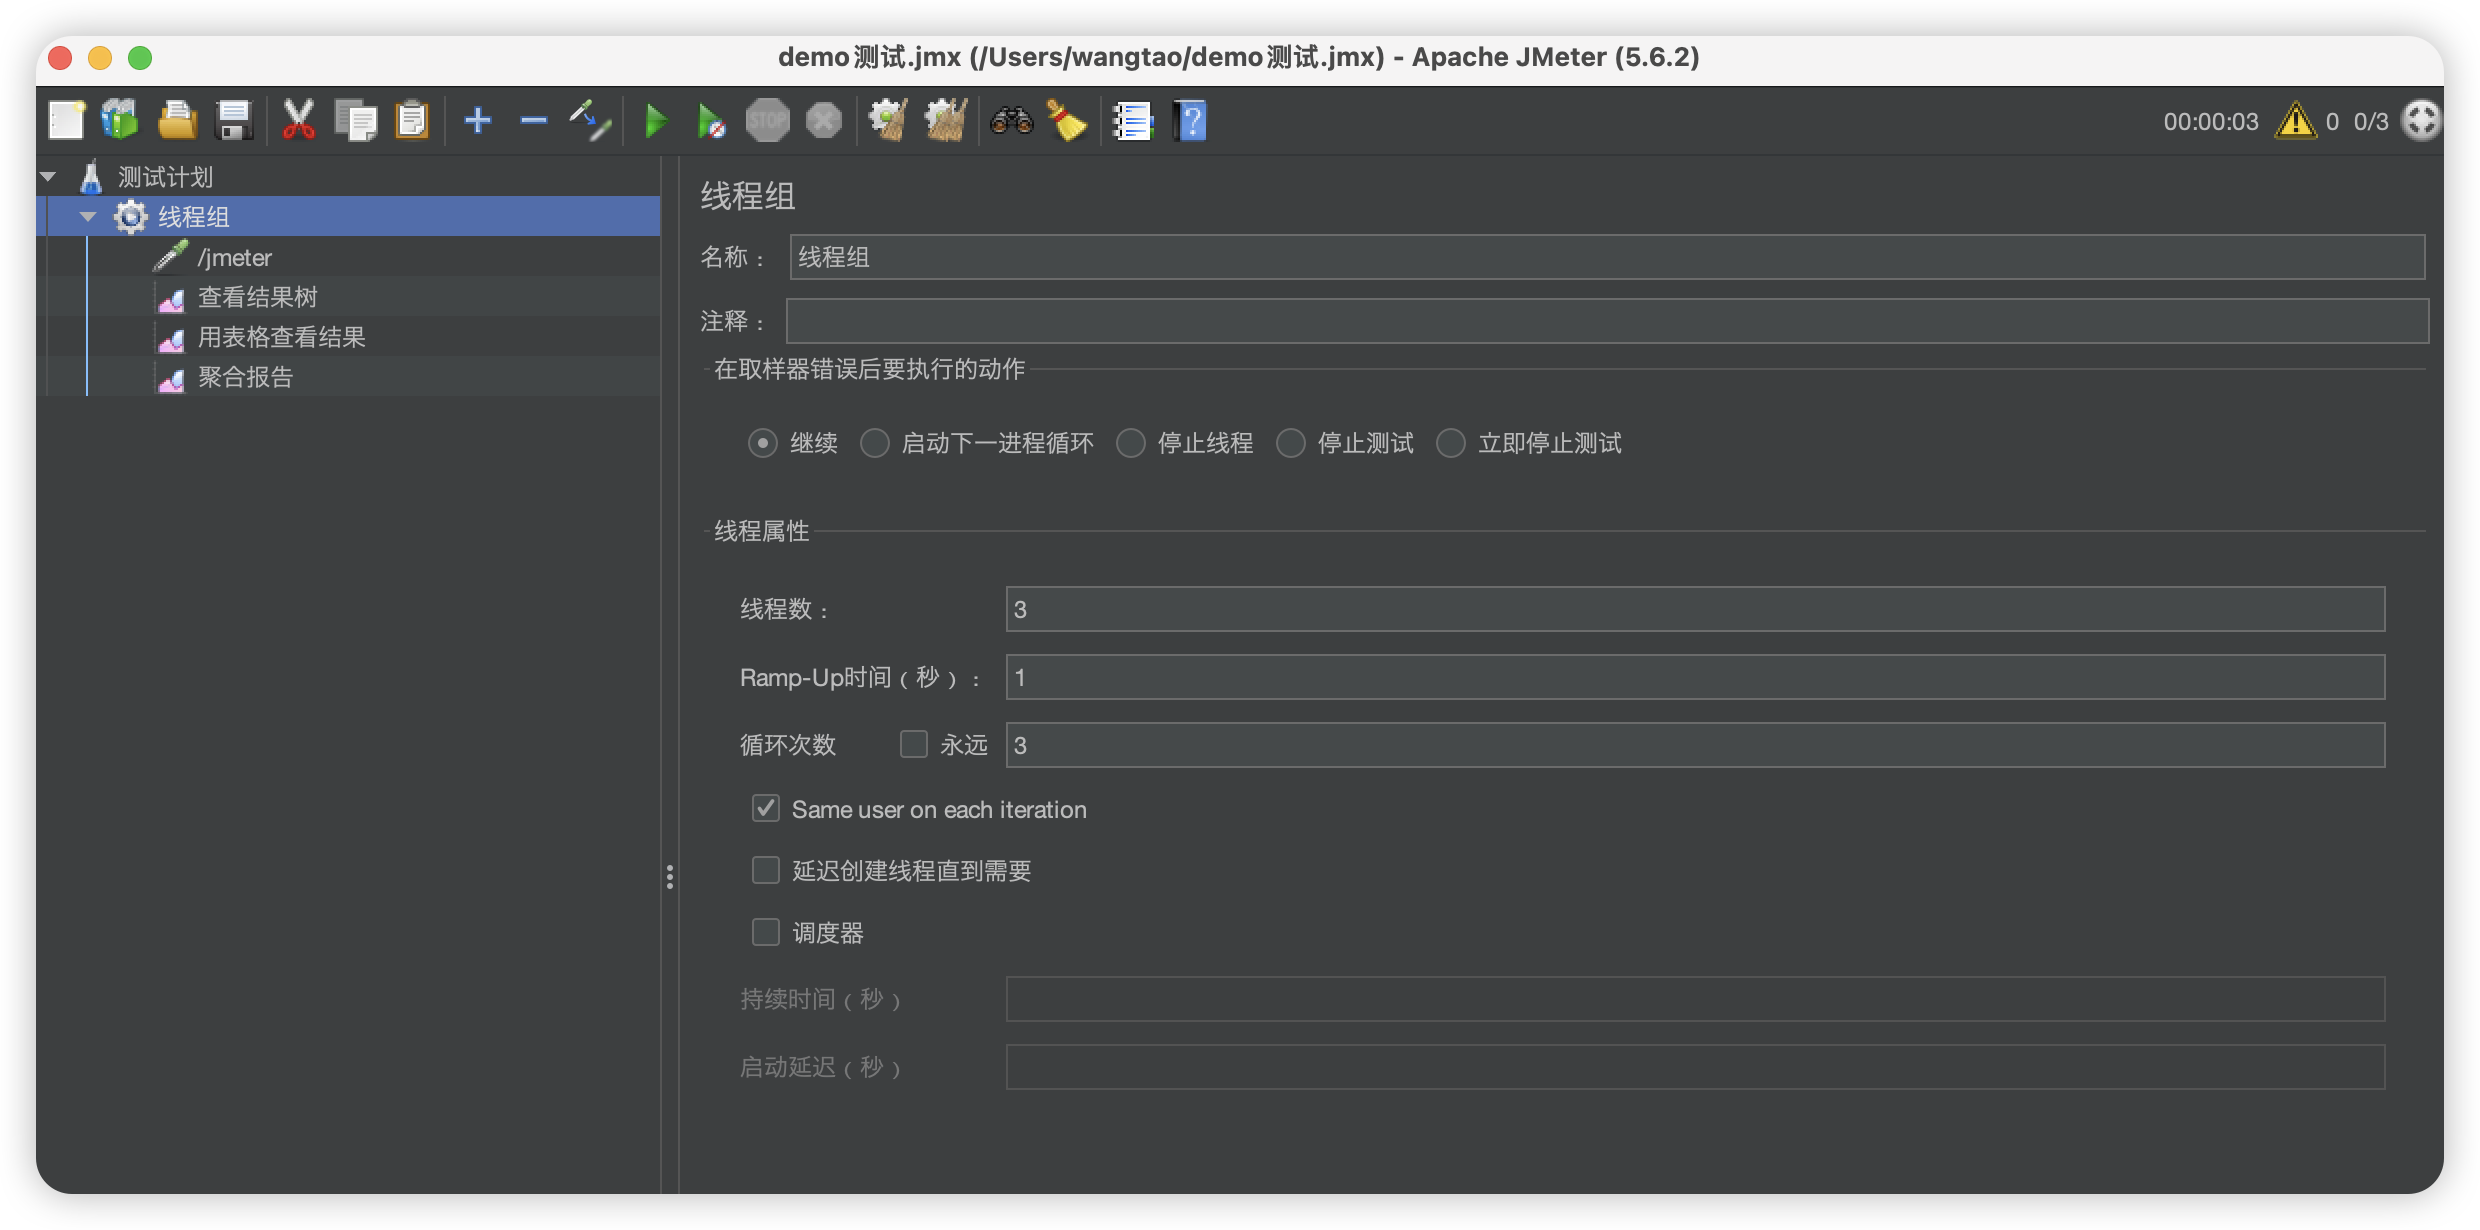 demo测试.jmx (/Users/wangtao/demo测试.jmx) - Apache JMeter (5.6.2)
STOP
00:00:03 0 0/3
测试计划
线程组
/jmeter
查看结果树
用表格查看结果
聚合报告
线程组
名称： 线程组
注释：
在取样器错误后要执行的动作
继续 启动下一进程循环 停止线程 停止测试 立即停止测试
线程属性
线程数： 3
Ramp-Up时间（秒）： 1
循环次数 永远 3
Same user on each iteration
延迟创建线程直到需要
调度器
持续时间（秒）
启动延迟（秒）